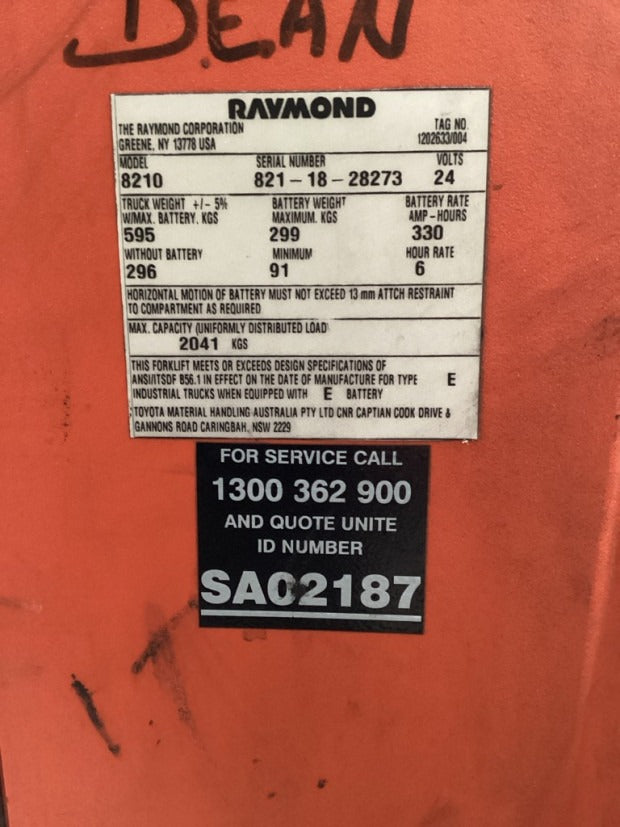 DEAN
RAYMOND
THE RAYMOND CORPORATION
GREENE, NY 13778 USA
TAG NO.
1202633/004
MODEL SERIAL NUMBER VOLTS
8210 821-18-28273 24
TRUCK WEIGHT +/- 5% BATTERY WEIGHT BATTERY RATE
W/MAX. BATTERY, KGS MAXIMUM, KGS AMP-HOURS
595 299 330
WITHOUT BATTERY MINIMUM HOUR RATE
296 91 6
HORIZONTAL MOTION OF BATTERY MUST NOT EXCEED 13 mm ATTCH RESTRAINT
TO COMPARTMENT AS REQUIRED
MAX. CAPACITY (UNIFORMLY DISTRIBUTED LOAD)
2041 KGS
THIS FORKLIFT MEETS OR EXCEEDS DESIGN SPECIFICATIONS OF
ANSI/ITSDF B56.1 IN EFFECT ON THE DATE OF MANUFACTURE FOR TYPE E
INDUSTRIAL TRUCKS WHEN EQUIPPED WITH E BATTERY
TOYOTA MATERIAL HANDLING AUSTRALIA PTY LTD CNR CAPTIAN COOK DRIVE &
GANNONS ROAD CARINGBAH, NSW 2229
FOR SERVICE CALL
1300 362 900
AND QUOTE UNITE
ID NUMBER
SA02187